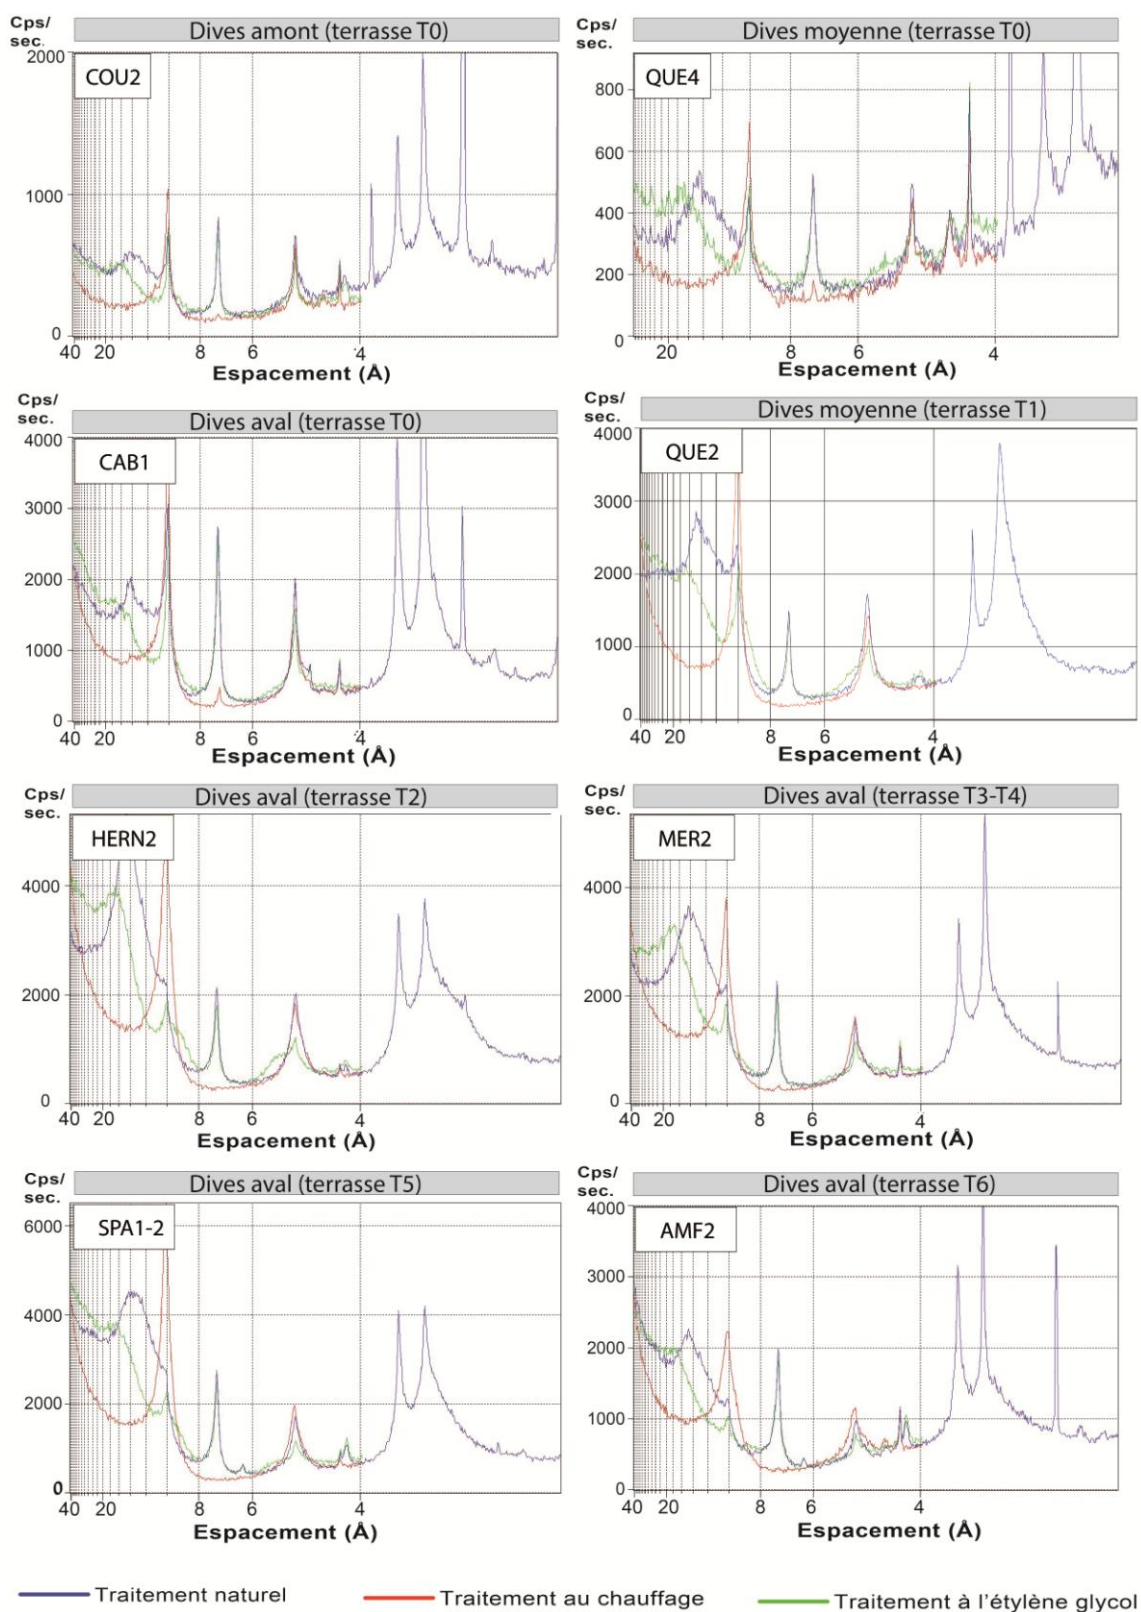 Cps/
sec.
Dives amont (terrasse T0)
2000
COU2
1000
0
40 20 8 6 4
Espacement (Å)
Cps/
sec.
Dives moyenne (terrasse T0)
QUE4
800
600
400
200
0
20 8 6 4
Espacement (Å)
Cps/
sec.
Dives aval (terrasse T0)
4000
CAB1
3000
2000
1000
0
40 20 8 6 4
Espacement (Å)
Dives moyenne (terrasse T1)
4000
QUE2
3000
2000
1000
0
40 20 8 6 4
Espacement (Å)
Cps/
sec.
Dives aval (terrasse T2)
HERN2
4000
2000
0
40 20 8 6 4
Espacement (Å)
Cps/
sec.
Dives aval (terrasse T3-T4)
MER2
4000
2000
0
40 20 8 6 4
Espacement (Å)
Cps/
sec.
Dives aval (terrasse T5)
6000
SPA1-2
4000
2000
0
40 20 8 6 4
Espacement (Å)
Cps/
sec.
Dives aval (terrasse T6)
4000
AMF2
3000
2000
1000
0
40 20 8 6 4
Espacement (Å)
Traitement naturel
Traitement au chauffage
Traitement à l'étylène glycol